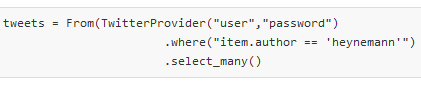 tweets = From(TwitterProvider("user","password")
.where("item.author == 'heynemann'")
.select_many()